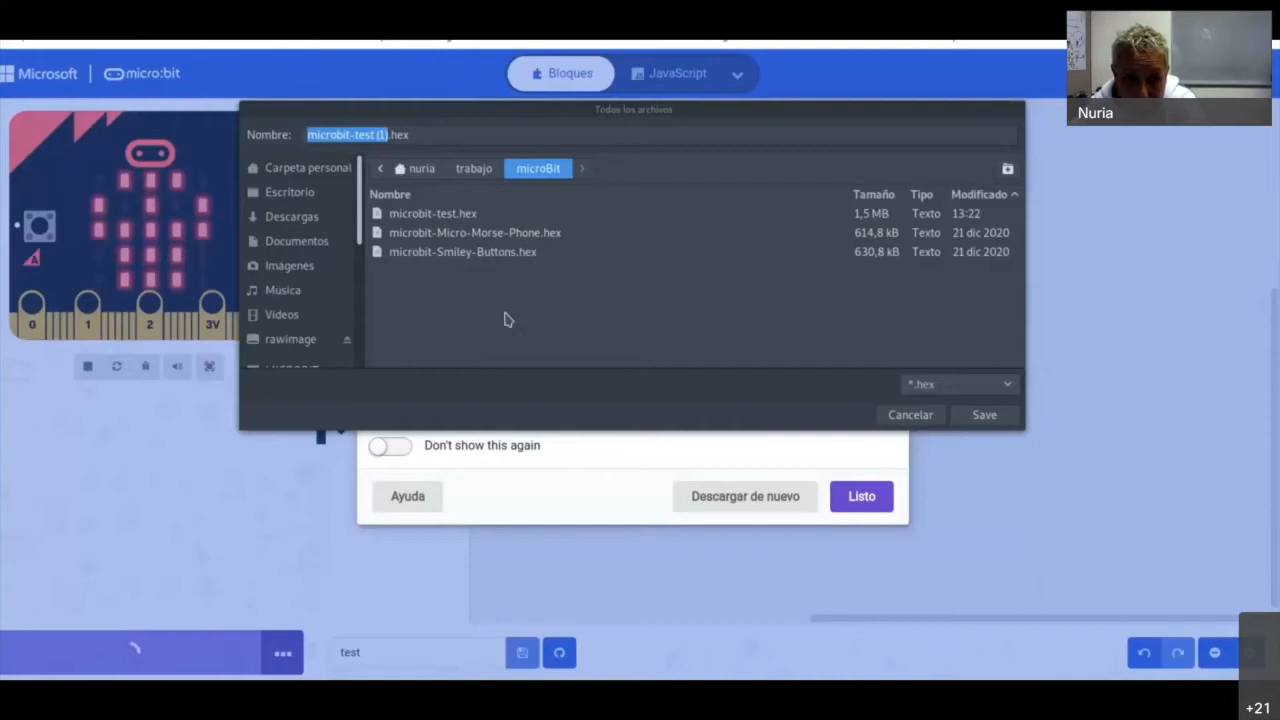 Microsoft micro:bit Bloques JavaScript
Nuria
Todos los archivos
Nombre: microbit-test (1).hex
Carpeta personal
Escritorio
Descargas
Documentos
Imágenes
Música
Vídeos
rawimage
nuria trabajo microBit
Nombre Tamaño Tipo Modificado
microbit-test.hex 1,5 MB Texto 13:22
microbit-Micro-Morse-Phone.hex 614,8 kB Texto 21 dic 2020
microbit-Smiley-Buttons.hex 630,8 kB Texto 21 dic 2020
*.hex
Cancelar Save
A
0 1 2 3V
Don't show this again
Ayuda Descargar de nuevo Listo
test
+21